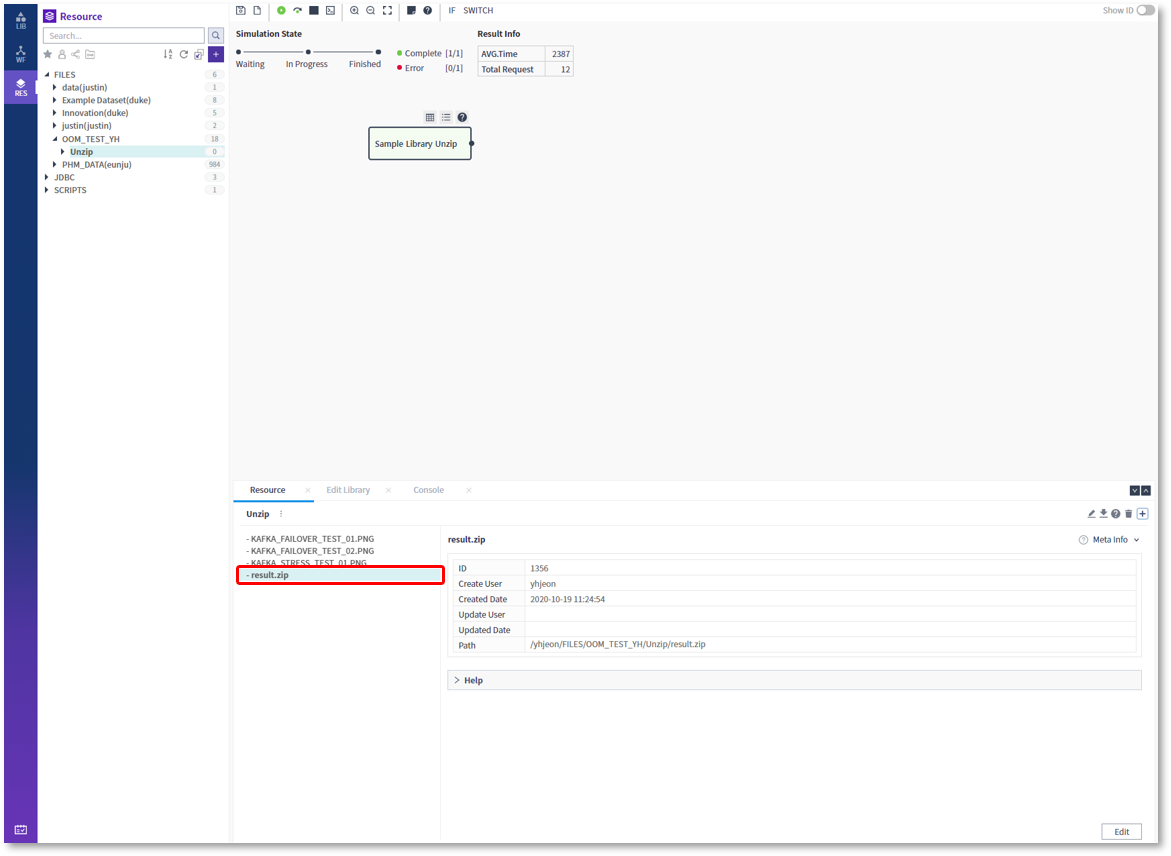 LIB
WF
RES
Resource
Search...
FILES 6
data(justin) 1
Example Dataset(duke) 8
Innovation(duke) 5
justin(justin) 2
OOM_TEST_YH 18
Unzip 0
PHM_DATA(eunju) 984
JDBC 3
SCRIPTS 1
IF SWITCH
Show ID
Simulation State
Waiting In Progress Finished
Complete [1/1]
Error [0/1]
Result Info
AVG.Time 2387
Total Request 12
Sample Library Unzip
Resource Edit Library Console
Unzip
- KAFKA_FAILOVER_TEST_01.PNG
- KAFKA_FAILOVER_TEST_02.PNG
- KAFKA_STRESS_TEST_01.PNG
- result.zip
result.zip
Meta Info
ID 1356
Create User yhjeon
Created Date 2020-10-19 11:24:54
Update User
Updated Date
Path /yhjeon/FILES/OOM_TEST_YH/Unzip/result.zip
Help
Edit